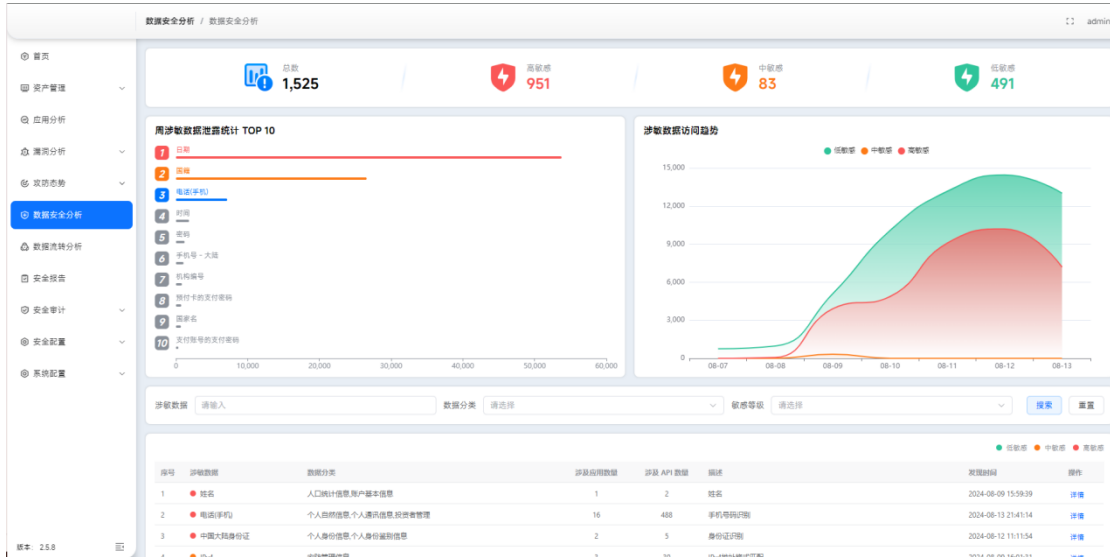 数据安全分析 / 数据安全分析
admin
首页
资产管理
应用分析
漏洞分析
攻防态势
数据安全分析
数据流转分析
安全报告
安全审计
安全配置
系统配置
版本: 2.5.8
总数
1,525
高敏感
951
中敏感
83
低敏感
491
周涉敏数据泄露统计 TOP 10
1 日期
2 国籍
3 电话(手机)
4 时间
5 密码
6 手机号 - 大陆
7 机构编号
8 预付卡的支付密码
9 国家名
10 支付账号的支付密码
0 10,000 20,000 30,000 40,000 50,000 60,000
涉敏数据访问趋势
低敏感 中敏感 高敏感
15,000
12,000
9,000
6,000
3,000
0
08-07 08-08 08-09 08-10 08-11 08-12 08-13
涉敏数据 请输入 数据分类 请选择 敏感等级 请选择 搜索 重置
低敏感 中敏感 高敏感
序号 涉敏数据 数据分类 涉及应用数量 涉及 API 数量 描述 发现时间 操作
1 姓名 人口统计信息,账户基本信息 1 2 姓名 2024-08-09 15:59:39 详情
2 电话(手机) 个人自然信息,个人通讯信息,投资者管理 16 488 手机号码识别 2024-08-13 21:41:14 详情
3 中国大陆身份证 个人身份信息,个人身份鉴别信息 2 5 身份证识别 2024-08-12 11:11:54 详情